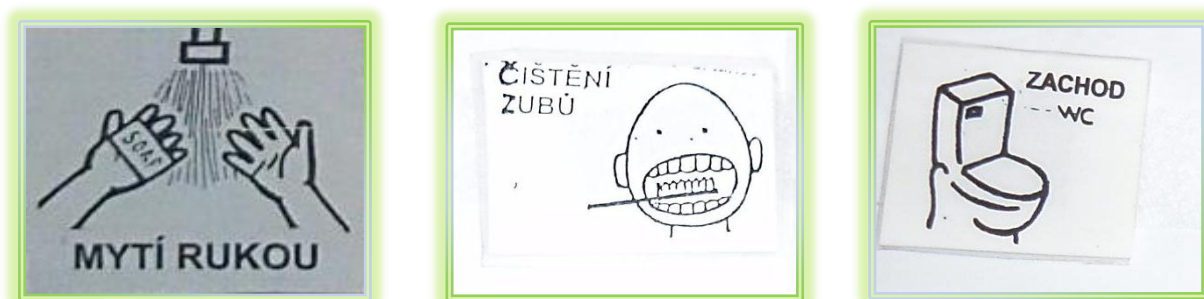 SOAP
MYTÍ RUKOU
ČIŠTĚNÍ
ZUBŮ
ZACHOD
WC